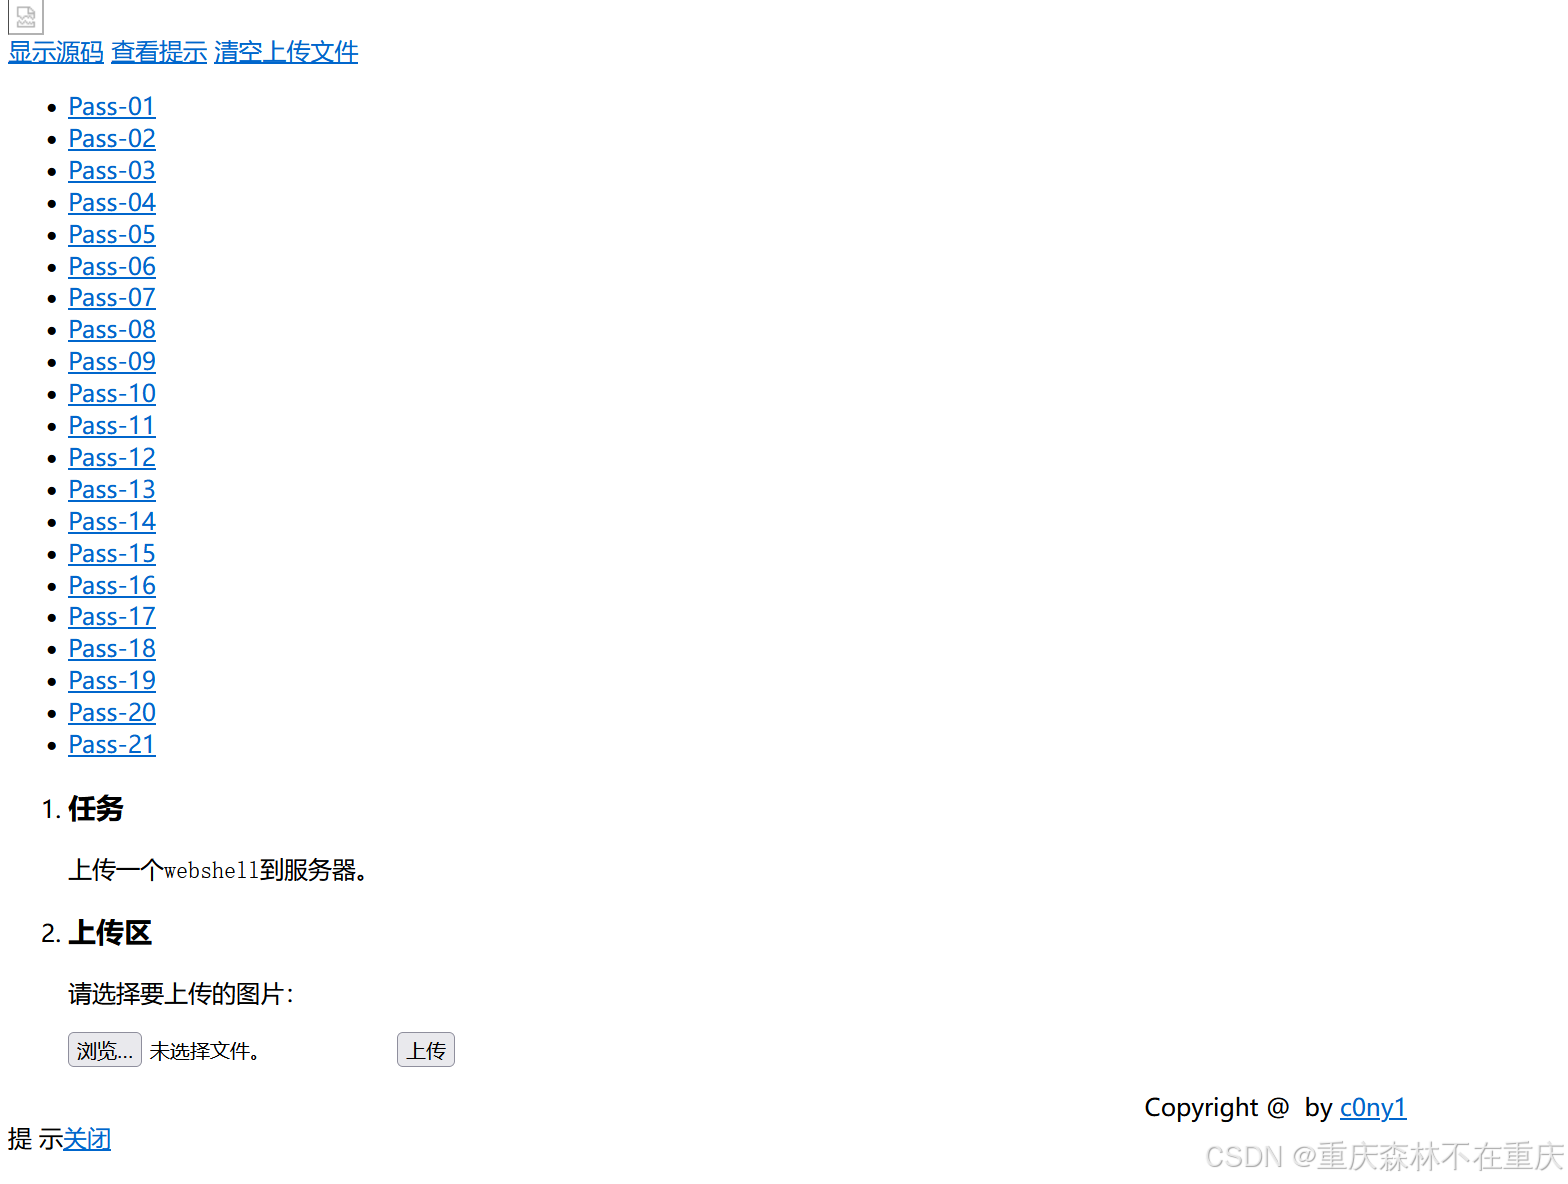 显示源码 查看提示 清空上传文件
Pass-01
Pass-02
Pass-03
Pass-04
Pass-05
Pass-06
Pass-07
Pass-08
Pass-09
Pass-10
Pass-11
Pass-12
Pass-13
Pass-14
Pass-15
Pass-16
Pass-17
Pass-18
Pass-19
Pass-20
Pass-21
1. 任务
上传一个webshell到服务器。
2. 上传区
请选择要上传的图片：
浏览... 未选择文件。 上传
Copyright @ by c0ny1
提 示关闭
CSDN @重庆森林不在重庆